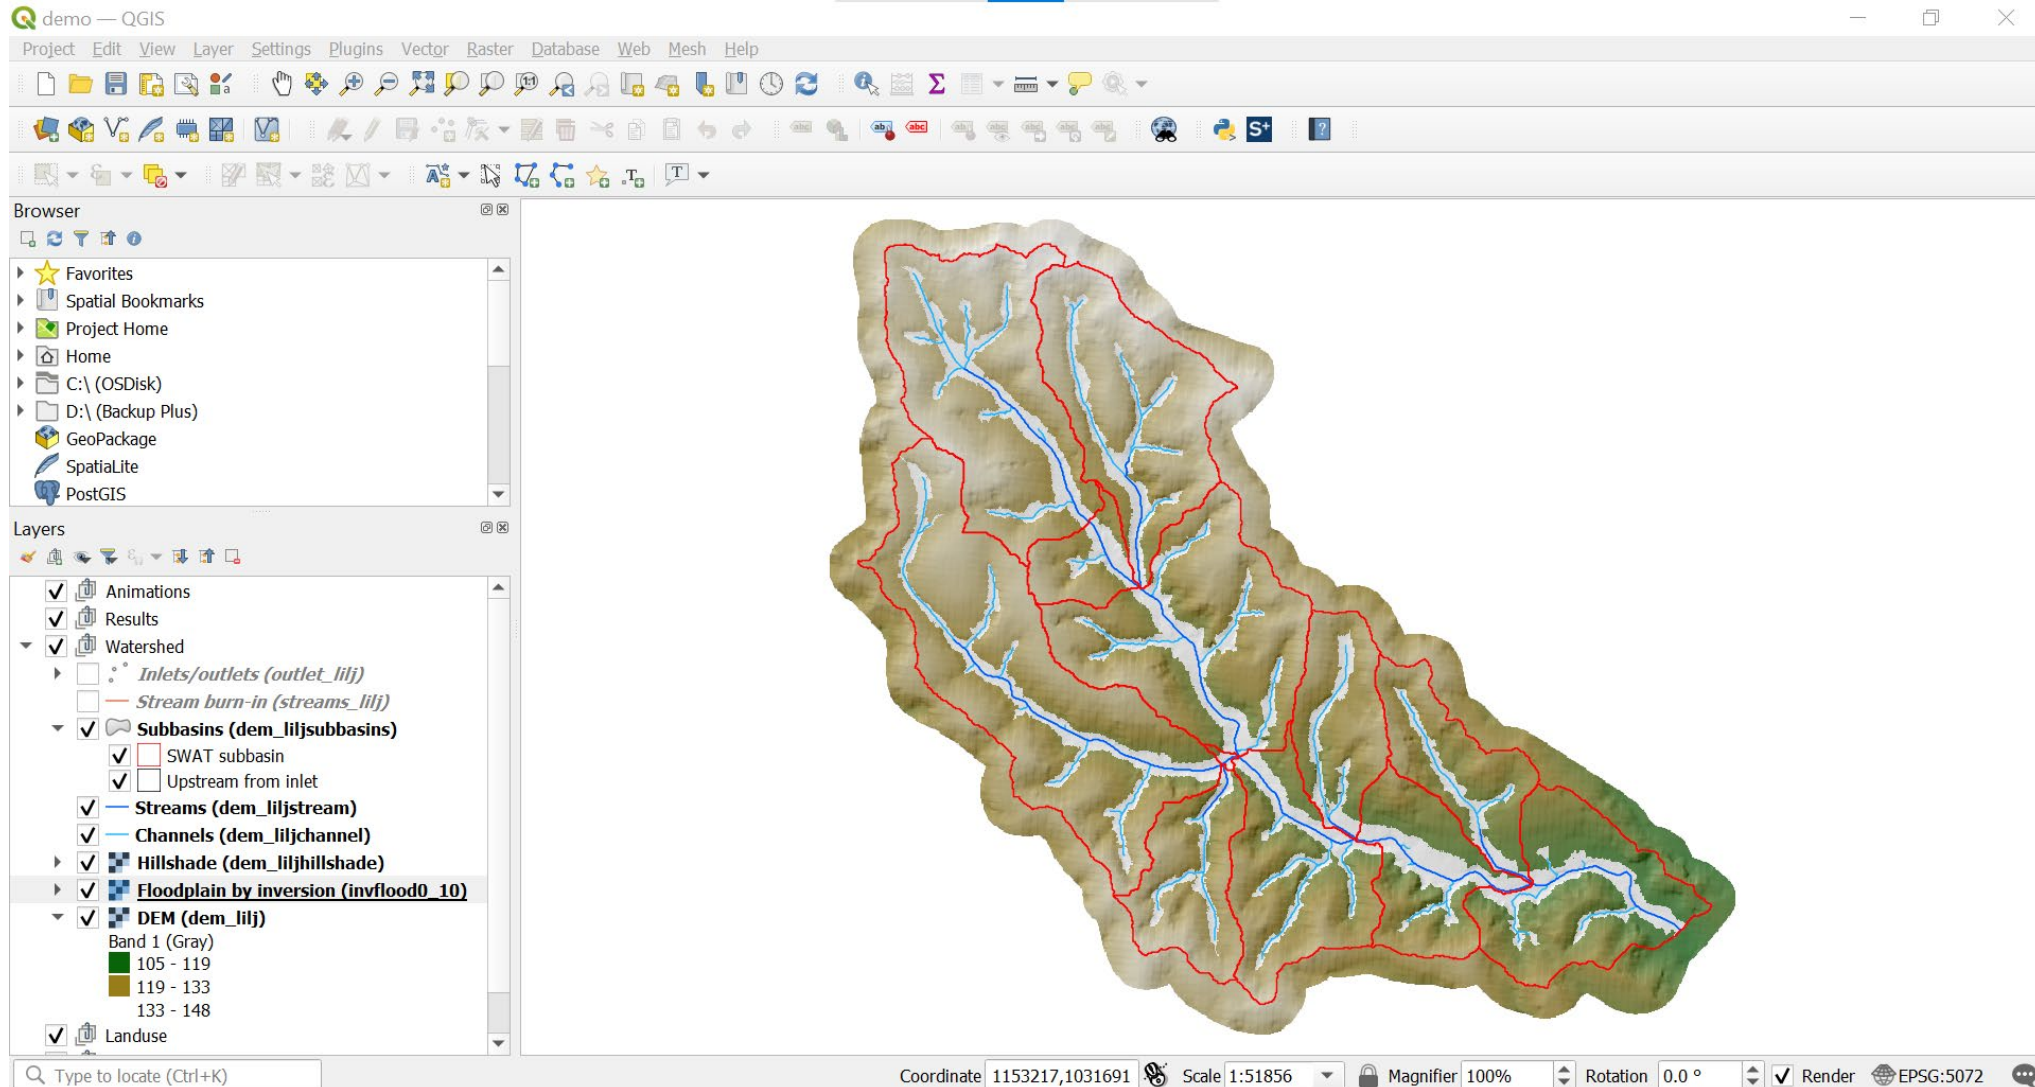 demo — QGIS
Project Edit View Layer Settings Plugins Vector Raster Database Web Mesh Help
Browser
Favorites
Spatial Bookmarks
Project Home
Home
C:\ (OSDisk)
D:\ (Backup Plus)
GeoPackage
SpatiaLite
PostGIS
Layers
Animations
Results
Watershed
Inlets/outlets (outlet_lilj)
Stream burn-in (streams_lilj)
Subbasins (dem_liljsubbasins)
SWAT subbasin
Upstream from inlet
Streams (dem_liljstream)
Channels (dem_liljchannel)
Hillshade (dem_liljhillshade)
Floodplain by inversion (invflood0_10)
DEM (dem_lilj)
Band 1 (Gray)
105 - 119
119 - 133
133 - 148
Landuse
Type to locate (Ctrl+K)
Coordinate 1153217,1031691 Scale 1:51856 Magnifier 100% Rotation 0.0 ° Render EPSG:5072